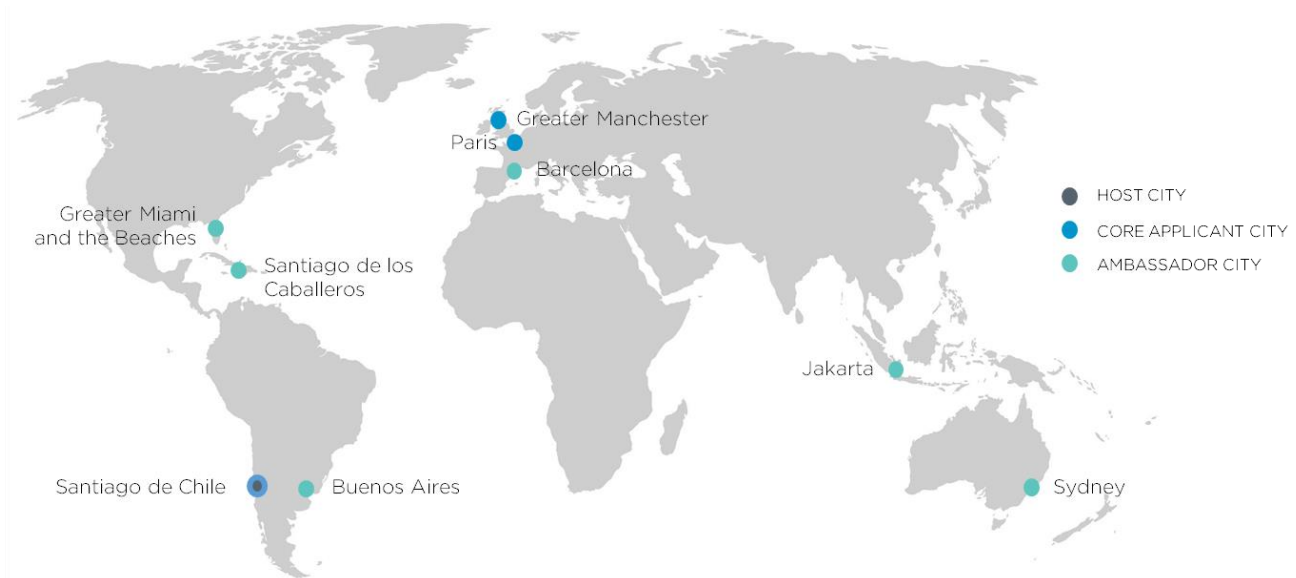 Greater Manchester
Paris
Barcelona
HOST CITY
CORE APPLICANT CITY
AMBASSADOR CITY
Greater Miami
and the Beaches
Santiago de los
Caballeros
Jakarta
Santiago de Chile
Buenos Aires
Sydney